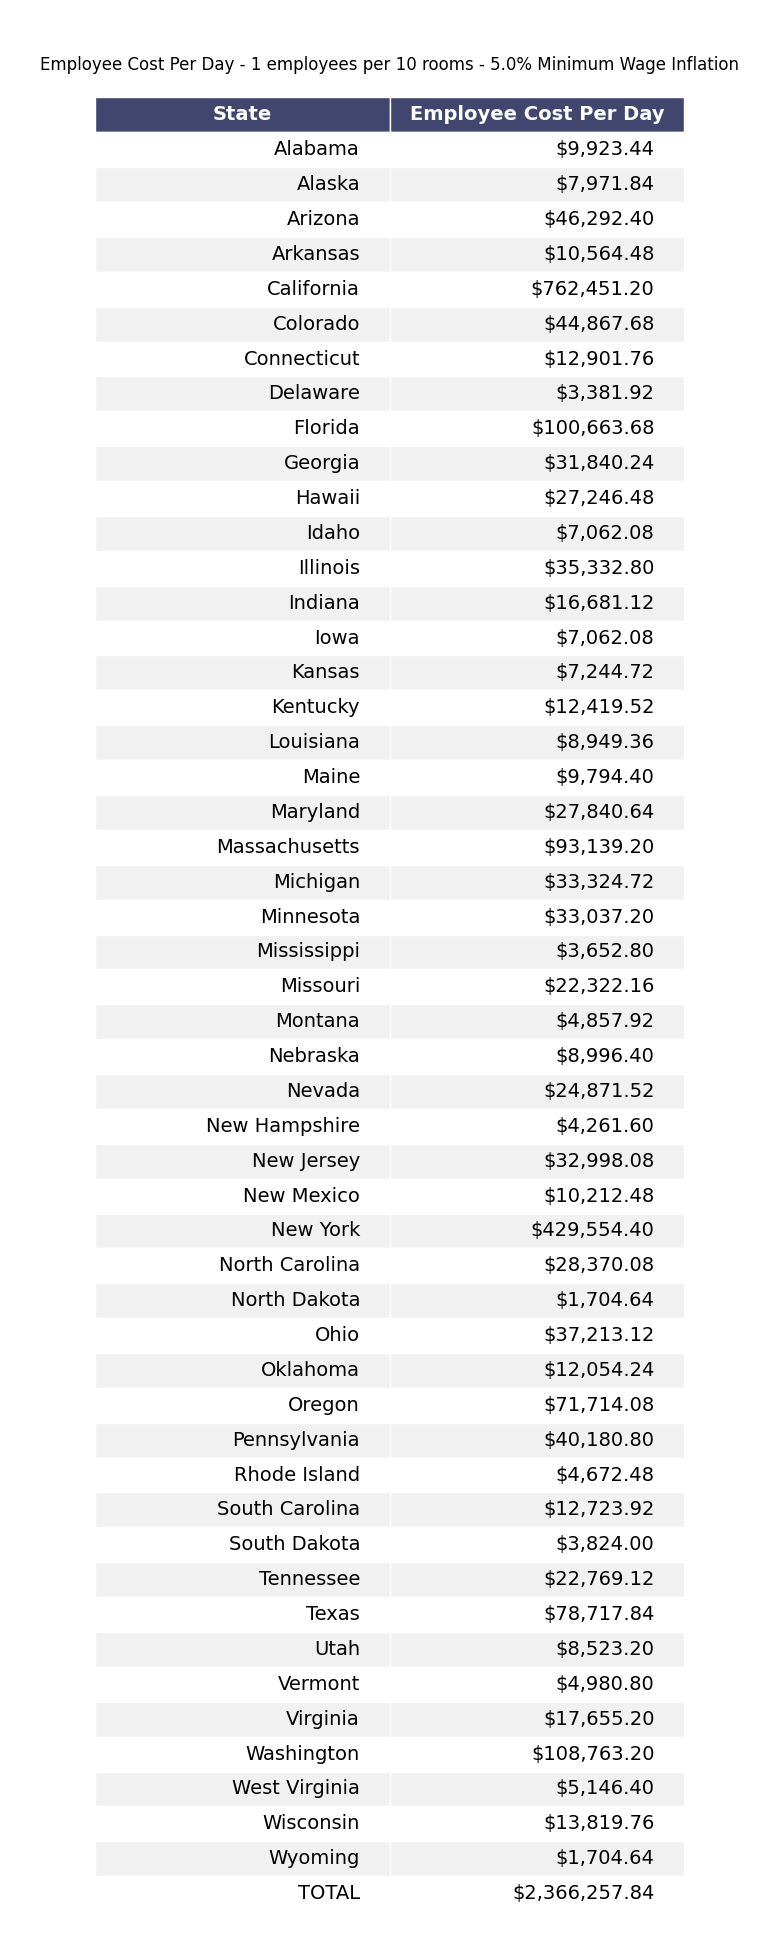 Employee Cost Per Day - 1 employees per 10 rooms - 5.0% Minimum Wage Inflation
State Employee Cost Per Day
Alabama $9,923.44
Alaska $7,971.84
Arizona $46,292.40
Arkansas $10,564.48
California $762,451.20
Colorado $44,867.68
Connecticut $12,901.76
Delaware $3,381.92
Florida $100,663.68
Georgia $31,840.24
Hawaii $27,246.48
Idaho $7,062.08
Illinois $35,332.80
Indiana $16,681.12
Iowa $7,062.08
Kansas $7,244.72
Kentucky $12,419.52
Louisiana $8,949.36
Maine $9,794.40
Maryland $27,840.64
Massachusetts $93,139.20
Michigan $33,324.72
Minnesota $33,037.20
Mississippi $3,652.80
Missouri $22,322.16
Montana $4,857.92
Nebraska $8,996.40
Nevada $24,871.52
New Hampshire $4,261.60
New Jersey $32,998.08
New Mexico $10,212.48
New York $429,554.40
North Carolina $28,370.08
North Dakota $1,704.64
Ohio $37,213.12
Oklahoma $12,054.24
Oregon $71,714.08
Pennsylvania $40,180.80
Rhode Island $4,672.48
South Carolina $12,723.92
South Dakota $3,824.00
Tennessee $22,769.12
Texas $78,717.84
Utah $8,523.20
Vermont $4,980.80
Virginia $17,655.20
Washington $108,763.20
West Virginia $5,146.40
Wisconsin $13,819.76
Wyoming $1,704.64
TOTAL $2,366,257.84